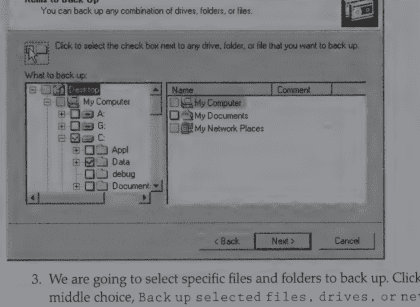 Items to Back Up
You can back up any combination of drives, folders, or files.
Click to select the check box next to any drive, folder, or file that you want to back up.
What to back up:
Desktop
My Computer
A:
G:
C:
Appl
Data
debug
Document
Name Comment
My Computer
My Documents
My Network Places
< Back Next > Cancel
3. We are going to select specific files and folders to back up. Click
middle choice, Back up selected files, drives, or ne